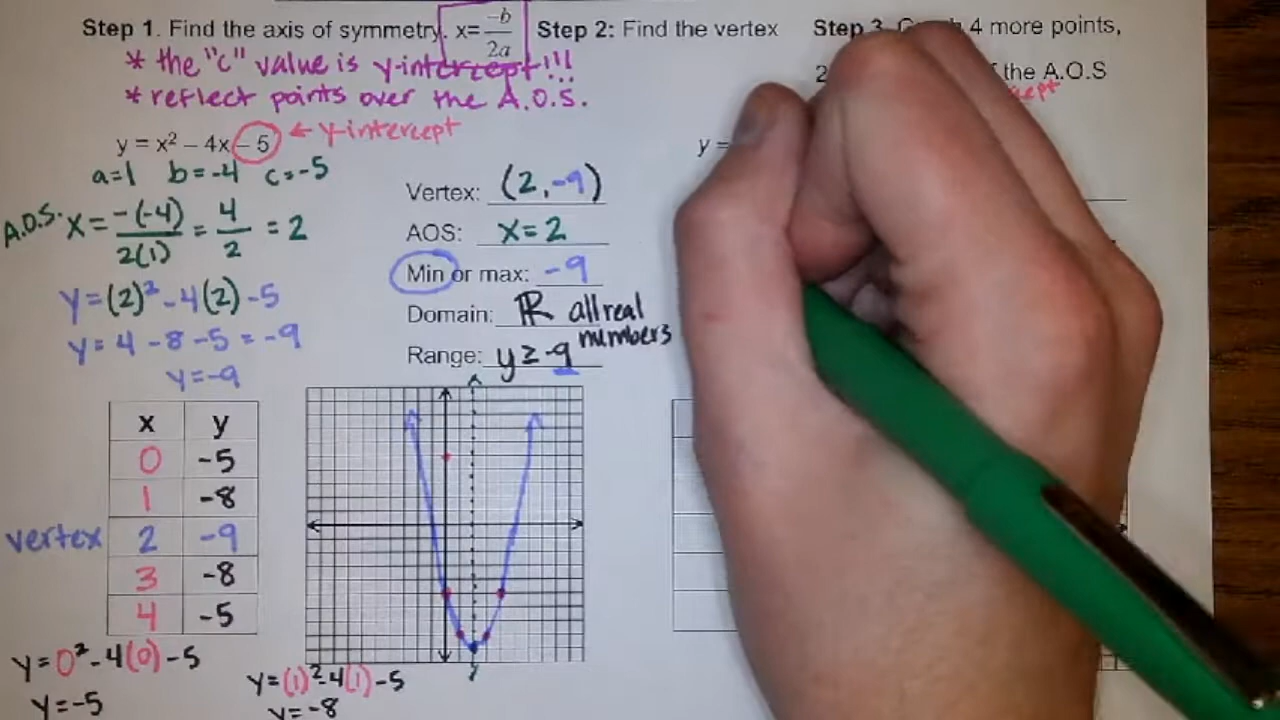 Step 1. Find the axis of symmetry. x= -b / 2a
Step 2: Find the vertex
Step 3 4 more points,
2 the A.O.S
* the "c" value is y-intercept!!!
* reflect points over the A.O.S.
y = x² – 4x – 5 ← y-intercept
a=1 b=-4 c=-5
A.O.S. x = -(-4) / 2(1) = 4 / 2 = 2
y=(2)² -4(2) -5
y= 4 -8 -5 = -9
y=-9
Vertex: (2,-9)
AOS: x=2
Min or max: -9
Domain: ℝ all real numbers
Range: y ≥ -9
y =
x y
0 -5
1 -8
vertex 2 -9
3 -8
4 -5
y=0²-4(0)-5
y=-5
y=(1)²-4(1)-5
y=-8